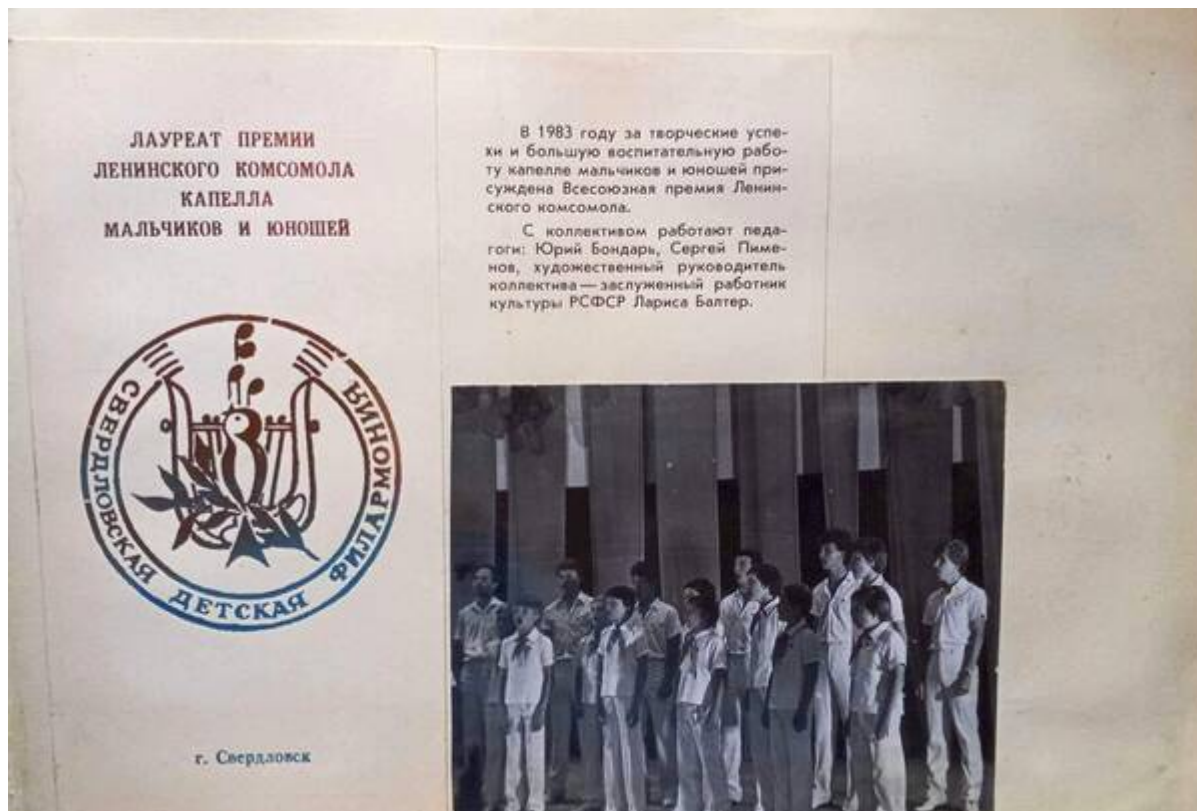 ЛАУРЕАТ ПРЕМИИ
ЛЕНИНСКОГО КОМСОМОЛА
КАПЕЛЛА
МАЛЬЧИКОВ И ЮНОШЕЙ
СВЕРДЛОВСКАЯ ДЕТСКАЯ ФИЛАРМОНИЯ
г. Свердловск
В 1983 году за творческие успе-
хи и большую воспитательную рабо-
ту капелле мальчиков и юношей при-
суждена Всесоюзная премия Ленин-
ского комсомола.
С коллективом работают педа-
гоги: Юрий Бондарь, Сергей Пиме-
нов, художественный руководитель
коллектива — заслуженный работник
культуры РСФСР Лариса Балтер.